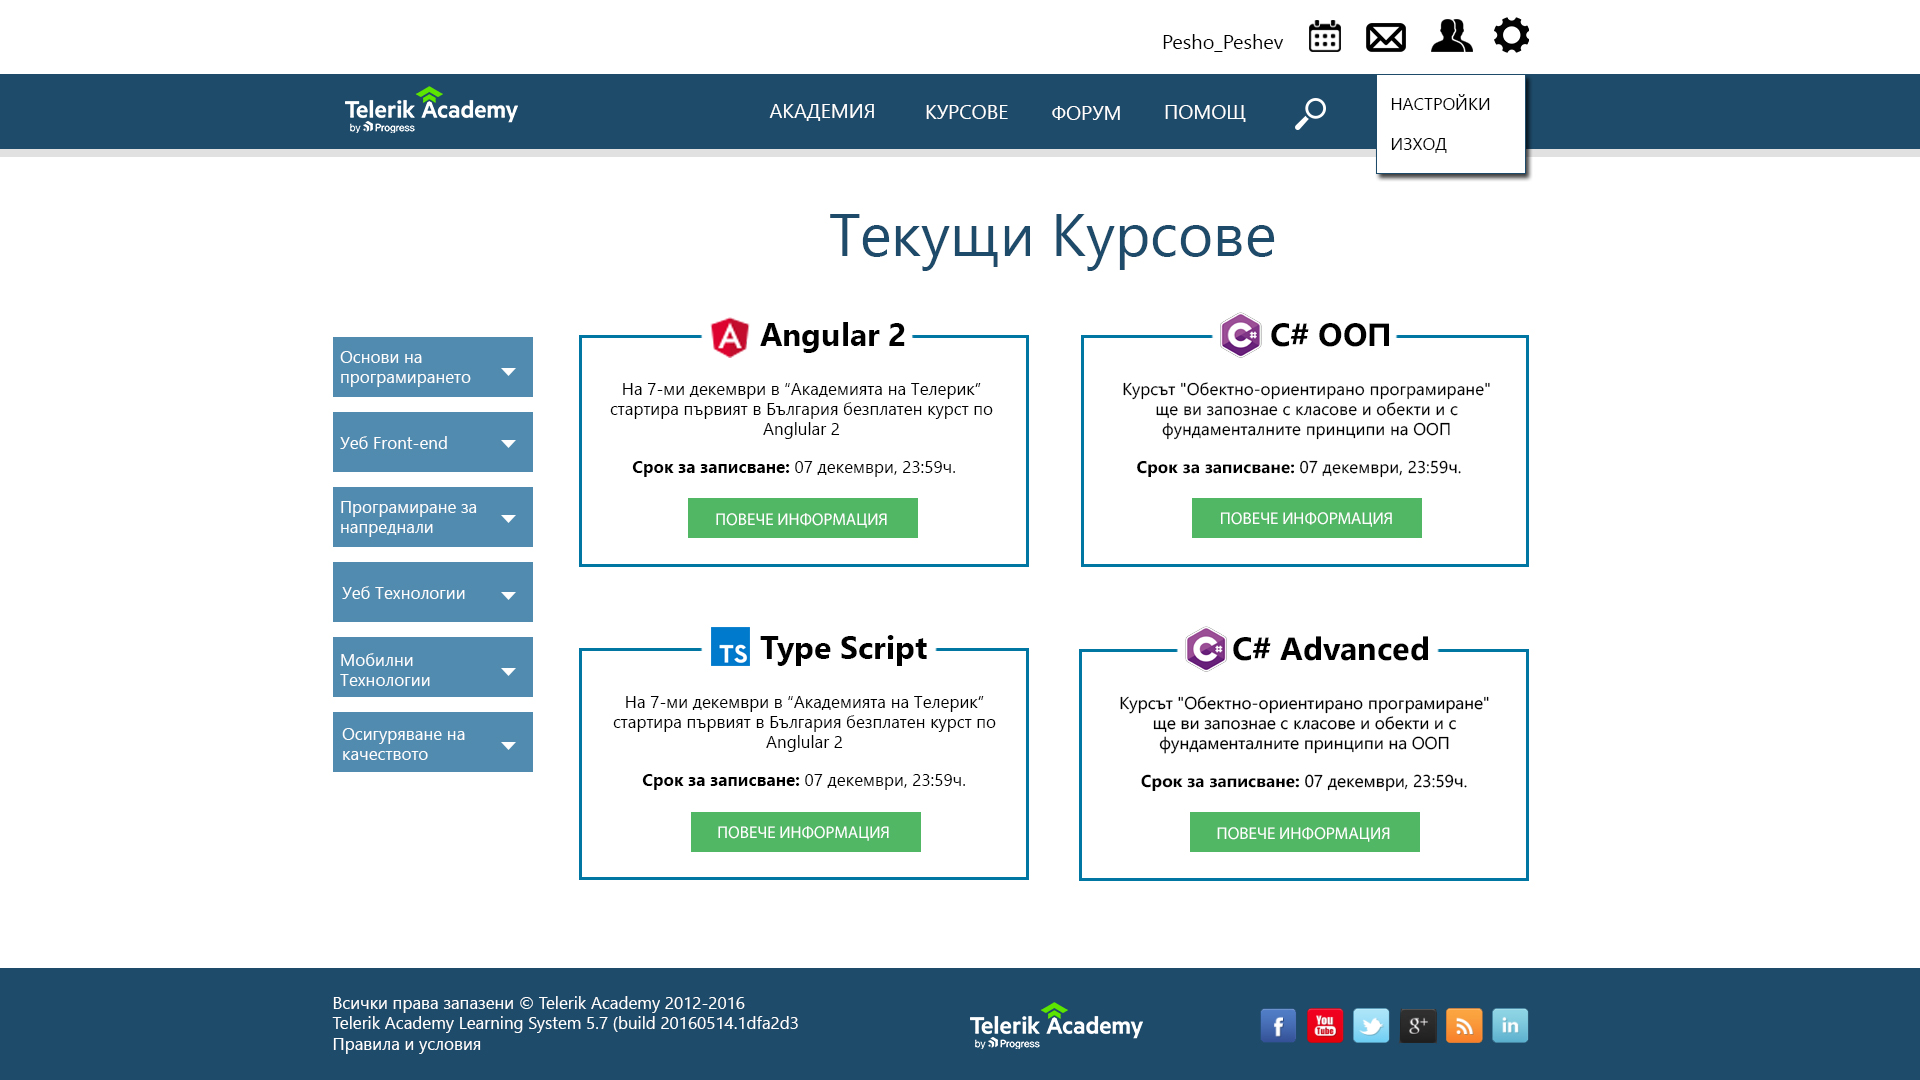 Pesho_Peshev
Telerik Academy
by Progress
АКАДЕМИЯ
КУРСОВЕ
ФОРУМ
ПОМОЩ
НАСТРОЙКИ
ИЗХОД
Текущи Курсове
Основи на
програмирането
Уеб Front-end
Програмиране за
напреднали
Уеб Технологии
Мобилни
Технологии
Осигуряване на
качеството
Angular 2
На 7-ми декември в “Академията на Телерик”
стартира първият в България безплатен курст по
Anglular 2
Срок за записване: 07 декември, 23:59ч.
ПОВЕЧЕ ИНФОРМАЦИЯ
C#
C# ООП
Курсът "Обектно-ориентирано програмиране"
ще ви запознае с класове и обекти и с
фундаменталните принципи на ООП
Срок за записване: 07 декември, 23:59ч.
ПОВЕЧЕ ИНФОРМАЦИЯ
TS
Type Script
На 7-ми декември в “Академията на Телерик”
стартира първият в България безплатен курст по
Anglular 2
Срок за записване: 07 декември, 23:59ч.
ПОВЕЧЕ ИНФОРМАЦИЯ
C#
C# Advanced
Курсът "Обектно-ориентирано програмиране"
ще ви запознае с класове и обекти и с
фундаменталните принципи на ООП
Срок за записване: 07 декември, 23:59ч.
ПОВЕЧЕ ИНФОРМАЦИЯ
Всички права запазени © Telerik Academy 2012-2016
Telerik Academy Learning System 5.7 (build 20160514.1dfa2d3
Правила и условия
Telerik Academy
by Progress
f
You
Tube
g+
in